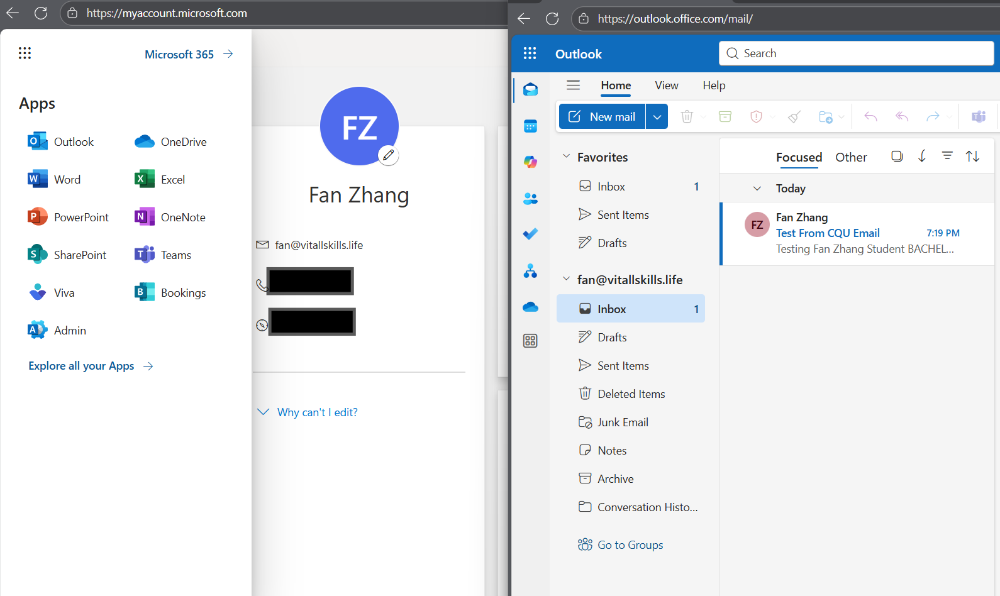 https://myaccount.microsoft.com
Microsoft 365
Apps
Outlook
OneDrive
Word
Excel
PowerPoint
OneNote
SharePoint
Teams
Viva
Bookings
Admin
Explore all your Apps
FZ
Fan Zhang
fan@vitallskills.life
Why can't I edit?
https://outlook.office.com/mail/
Outlook
Search
Home View Help
New mail
Favorites
Inbox 1
Sent Items
Drafts
fan@vitallskills.life
Inbox 1
Drafts
Sent Items
Deleted Items
Junk Email
Notes
Archive
Conversation Histo...
Go to Groups
Focused Other
Today
FZ
Fan Zhang
Test From CQU Email 7:19 PM
Testing Fan Zhang Student BACHEL...